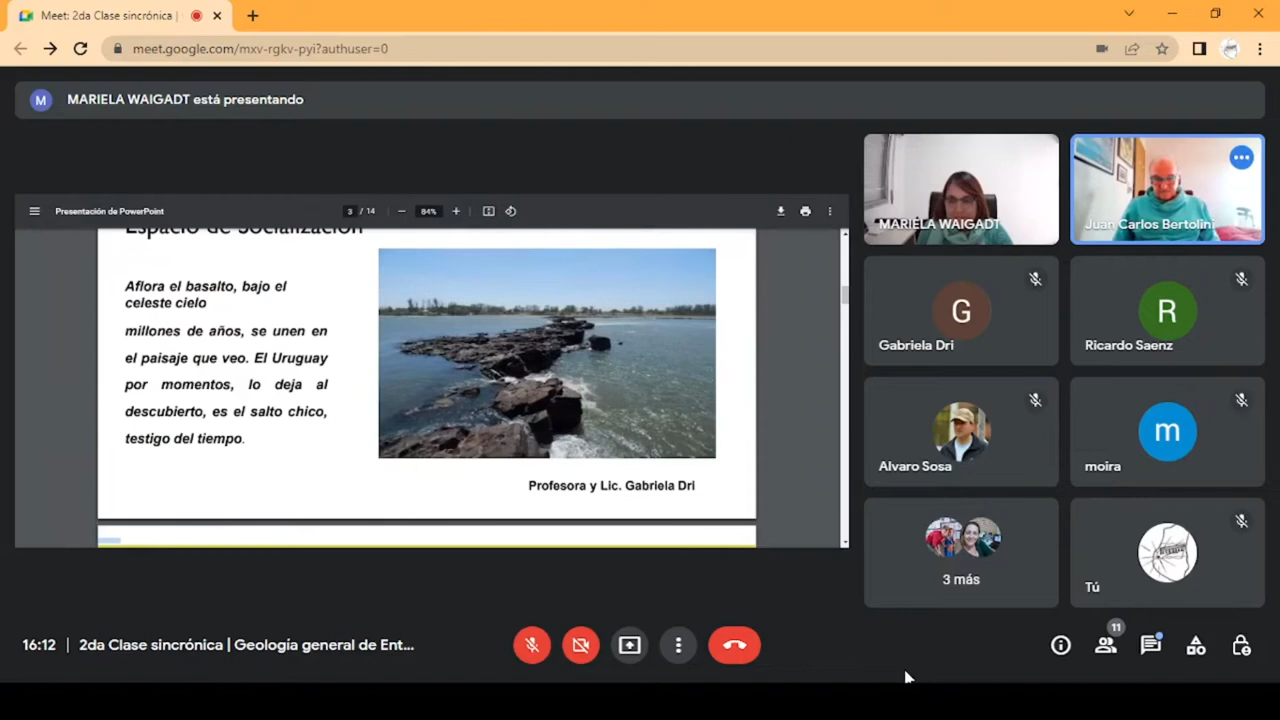 Meet: 2da Clase sincrónica |
meet.google.com/mxv-rgkv-pyi?authuser=0
M
MARIELA WAIGADT está presentando
Presentación de PowerPoint
3 / 14
84%
Espacio de Socialización
Aflora el basalto, bajo el
celeste cielo
millones de años, se unen en
el paisaje que veo. El Uruguay
por momentos, lo deja al
descubierto, es el salto chico,
testigo del tiempo.
Profesora y Lic. Gabriela Dri
MARIELA WAIGADT
Juan Carlos Bertolini
G
Gabriela Dri
R
Ricardo Saenz
Alvaro Sosa
m
moira
3 más
Tú
16:12 | 2da Clase sincrónica | Geología general de Ent...
11